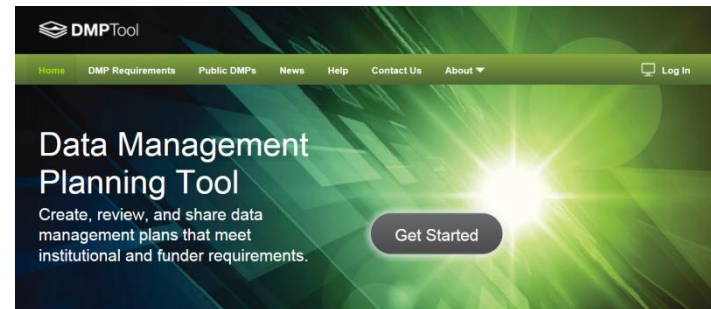 DMPTool
Home DMP Requirements Public DMPs News Help Contact Us About Log In
Data Management
Planning Tool
Create, review, and share data
management plans that meet
institutional and funder requirements.
Get Started